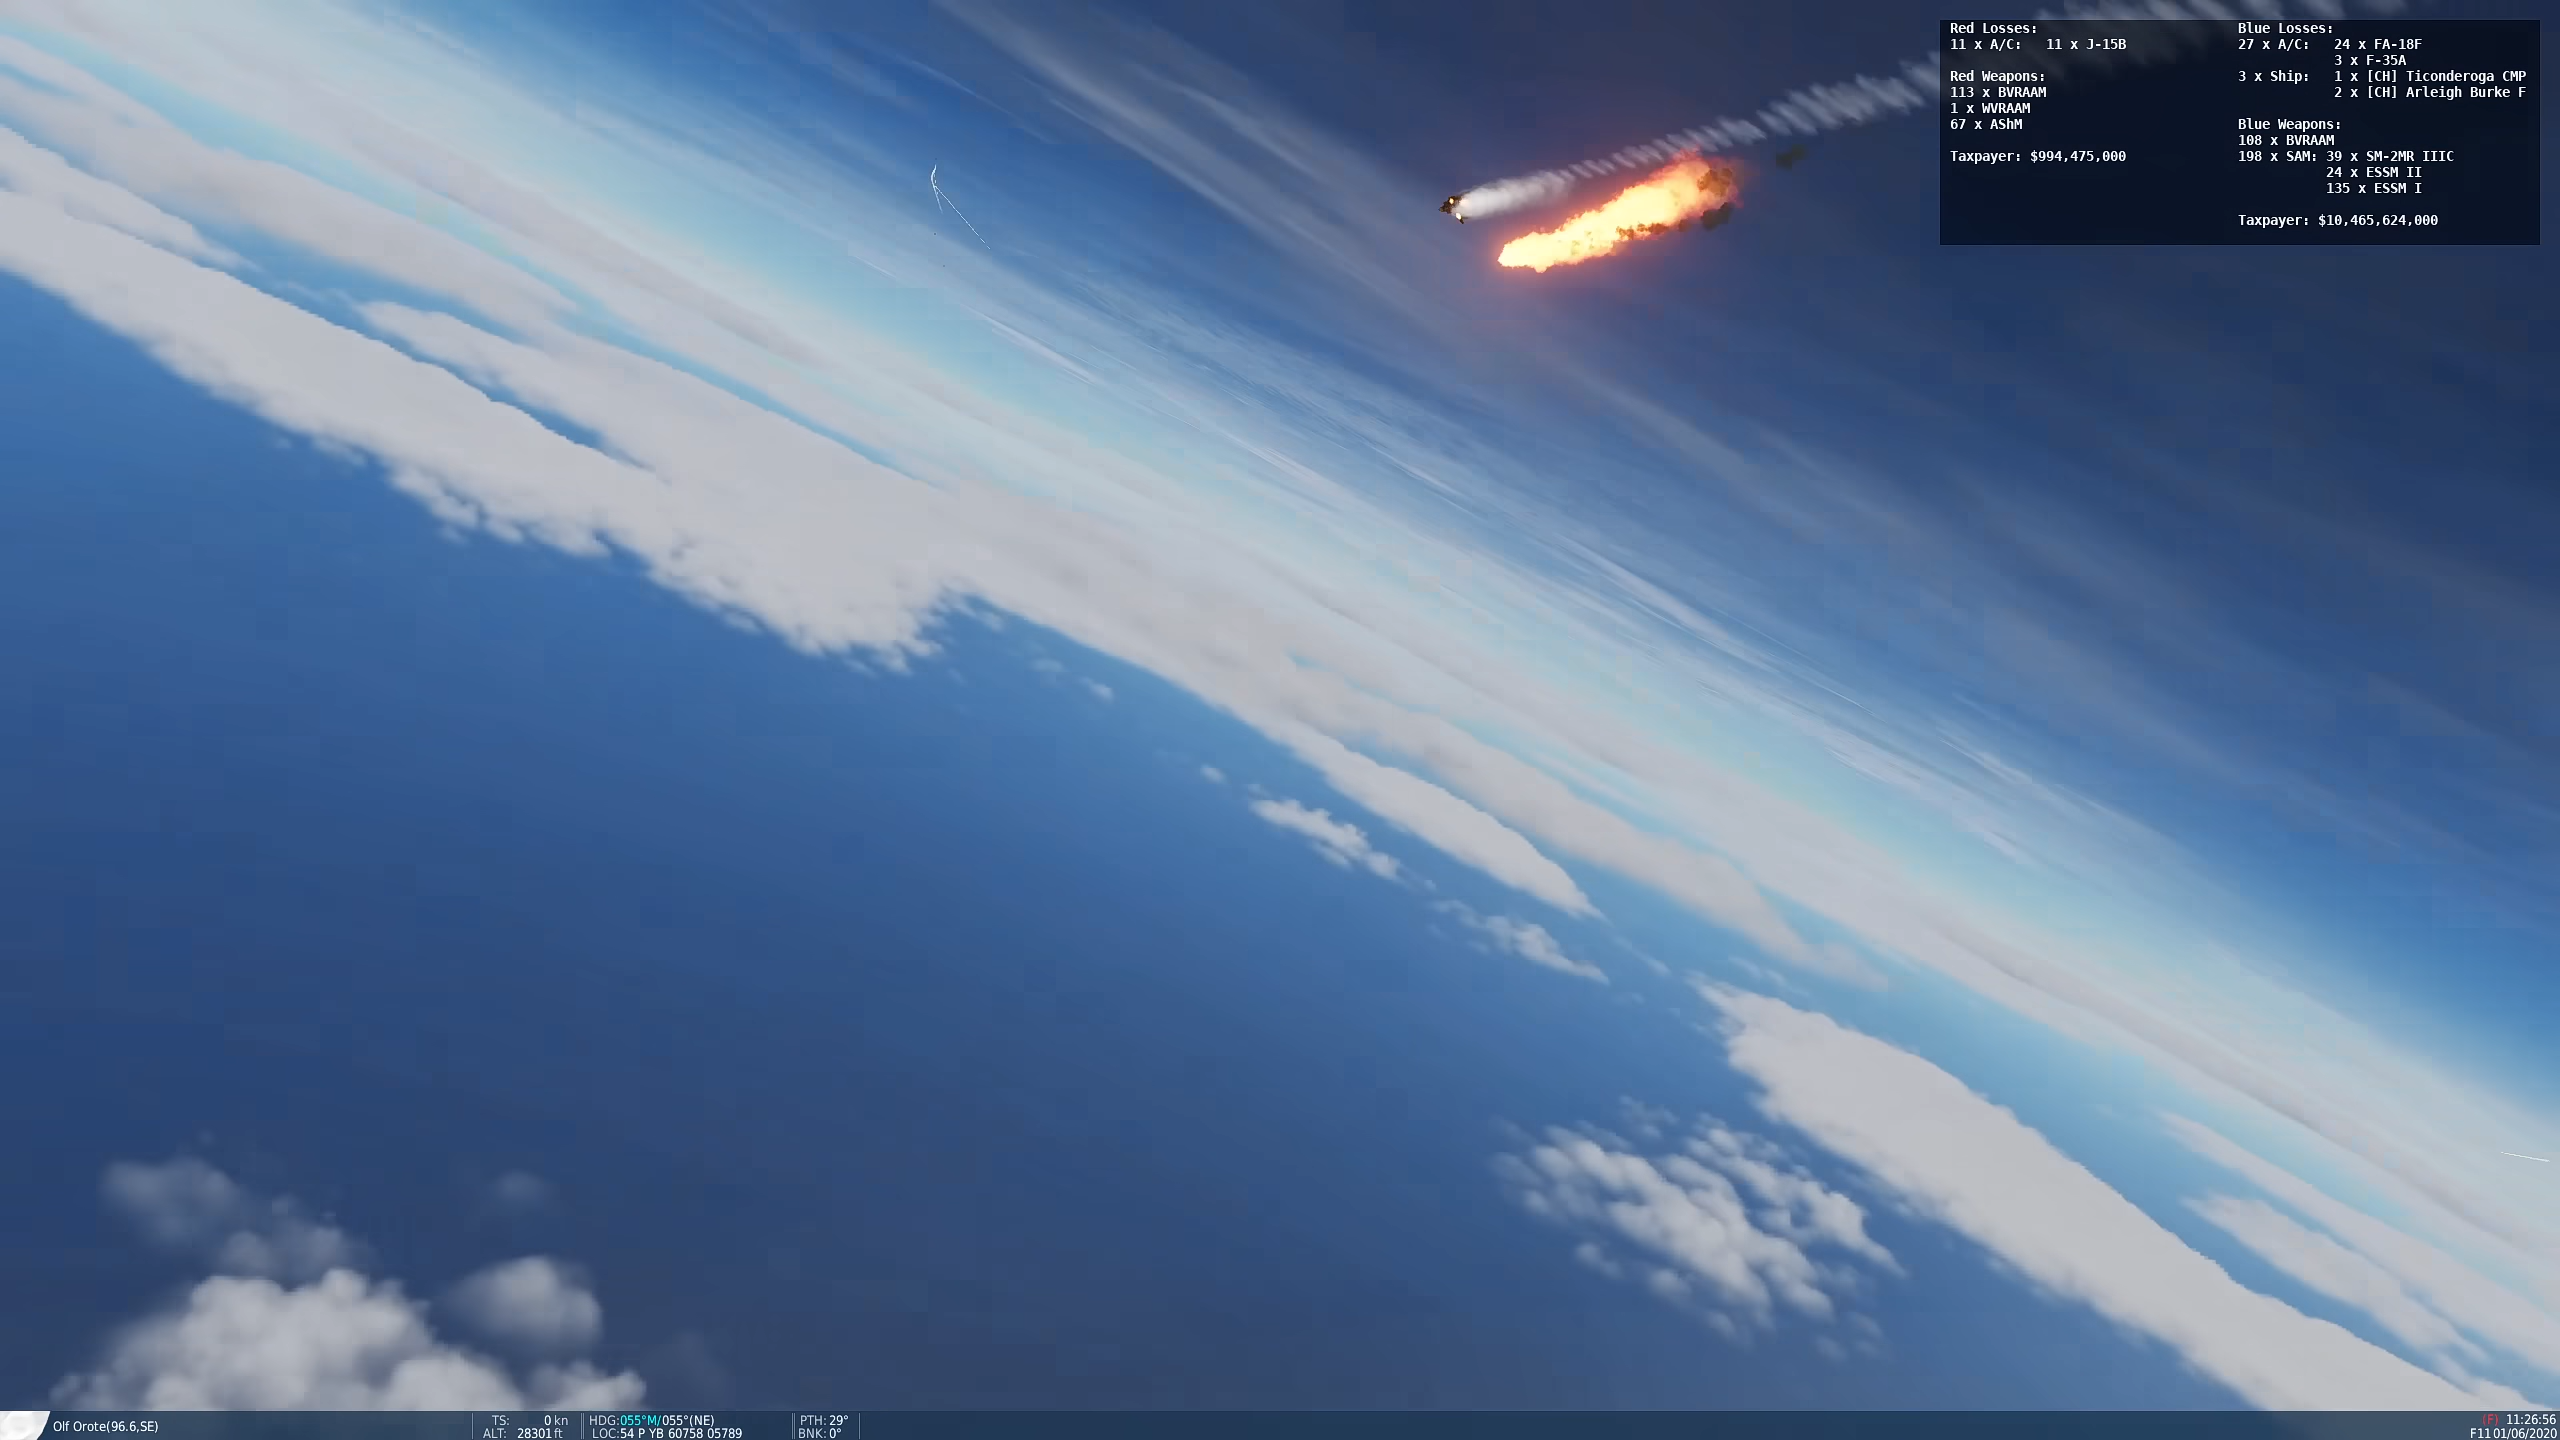 Red Losses:
11 x A/C:   11 x J-15B
Red Weapons:
113 x BVRAAM
1 x WVRAAM
67 x AShM
Taxpayer: $994,475,000
Blue Losses:
27 x A/C:   24 x FA-18F
3 x F-35A
3 x Ship:   1 x [CH] Ticonderoga CMP
2 x [CH] Arleigh Burke F
Blue Weapons:
108 x BVRAAM
198 x SAM: 39 x SM-2MR IIIC
24 x ESSM II
135 x ESSM I
Taxpayer: $10,465,624,000
Olf Orote(96.6,SE)
TS: 0 kn
ALT: 28301 ft
HDG:055°M/055°(NE)
LOC:54 P YB 60758 05789
PTH: 29°
BNK: 0°
(F) 11:26:56
F11 01/06/2020